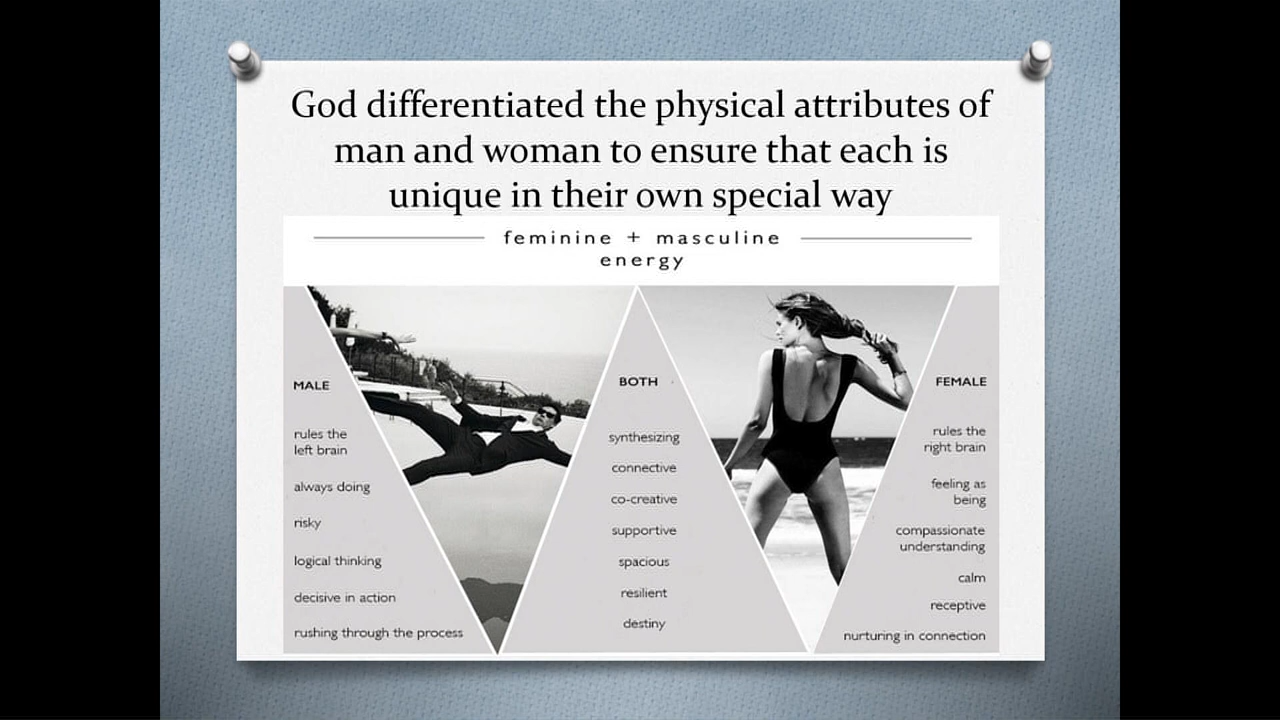 God differentiated the physical attributes of
man and woman to ensure that each is
unique in their own special way
feminine + masculine
energy
MALE
rules the
left brain
always doing
risky
logical thinking
decisive in action
rushing through the process
BOTH
synthesizing
connective
co-creative
supportive
spacious
resilient
destiny
FEMALE
rules the
right brain
feeling as
being
compassionate
understanding
calm
receptive
nurturing in connection